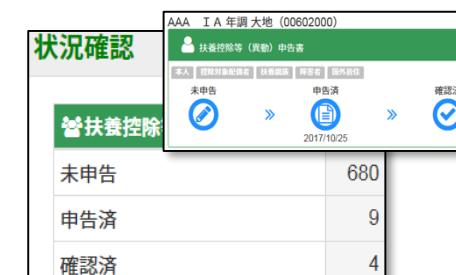 AAA　ＩＡ 年調 大地（00602000）
状況確認
扶養控除等（異動）申告書
本人 控除対象配偶者 扶養親族 障害者 国外居住
未申告 申告済 確認済
2017/10/25
扶養控除
未申告 680
申告済 9
確認済 4